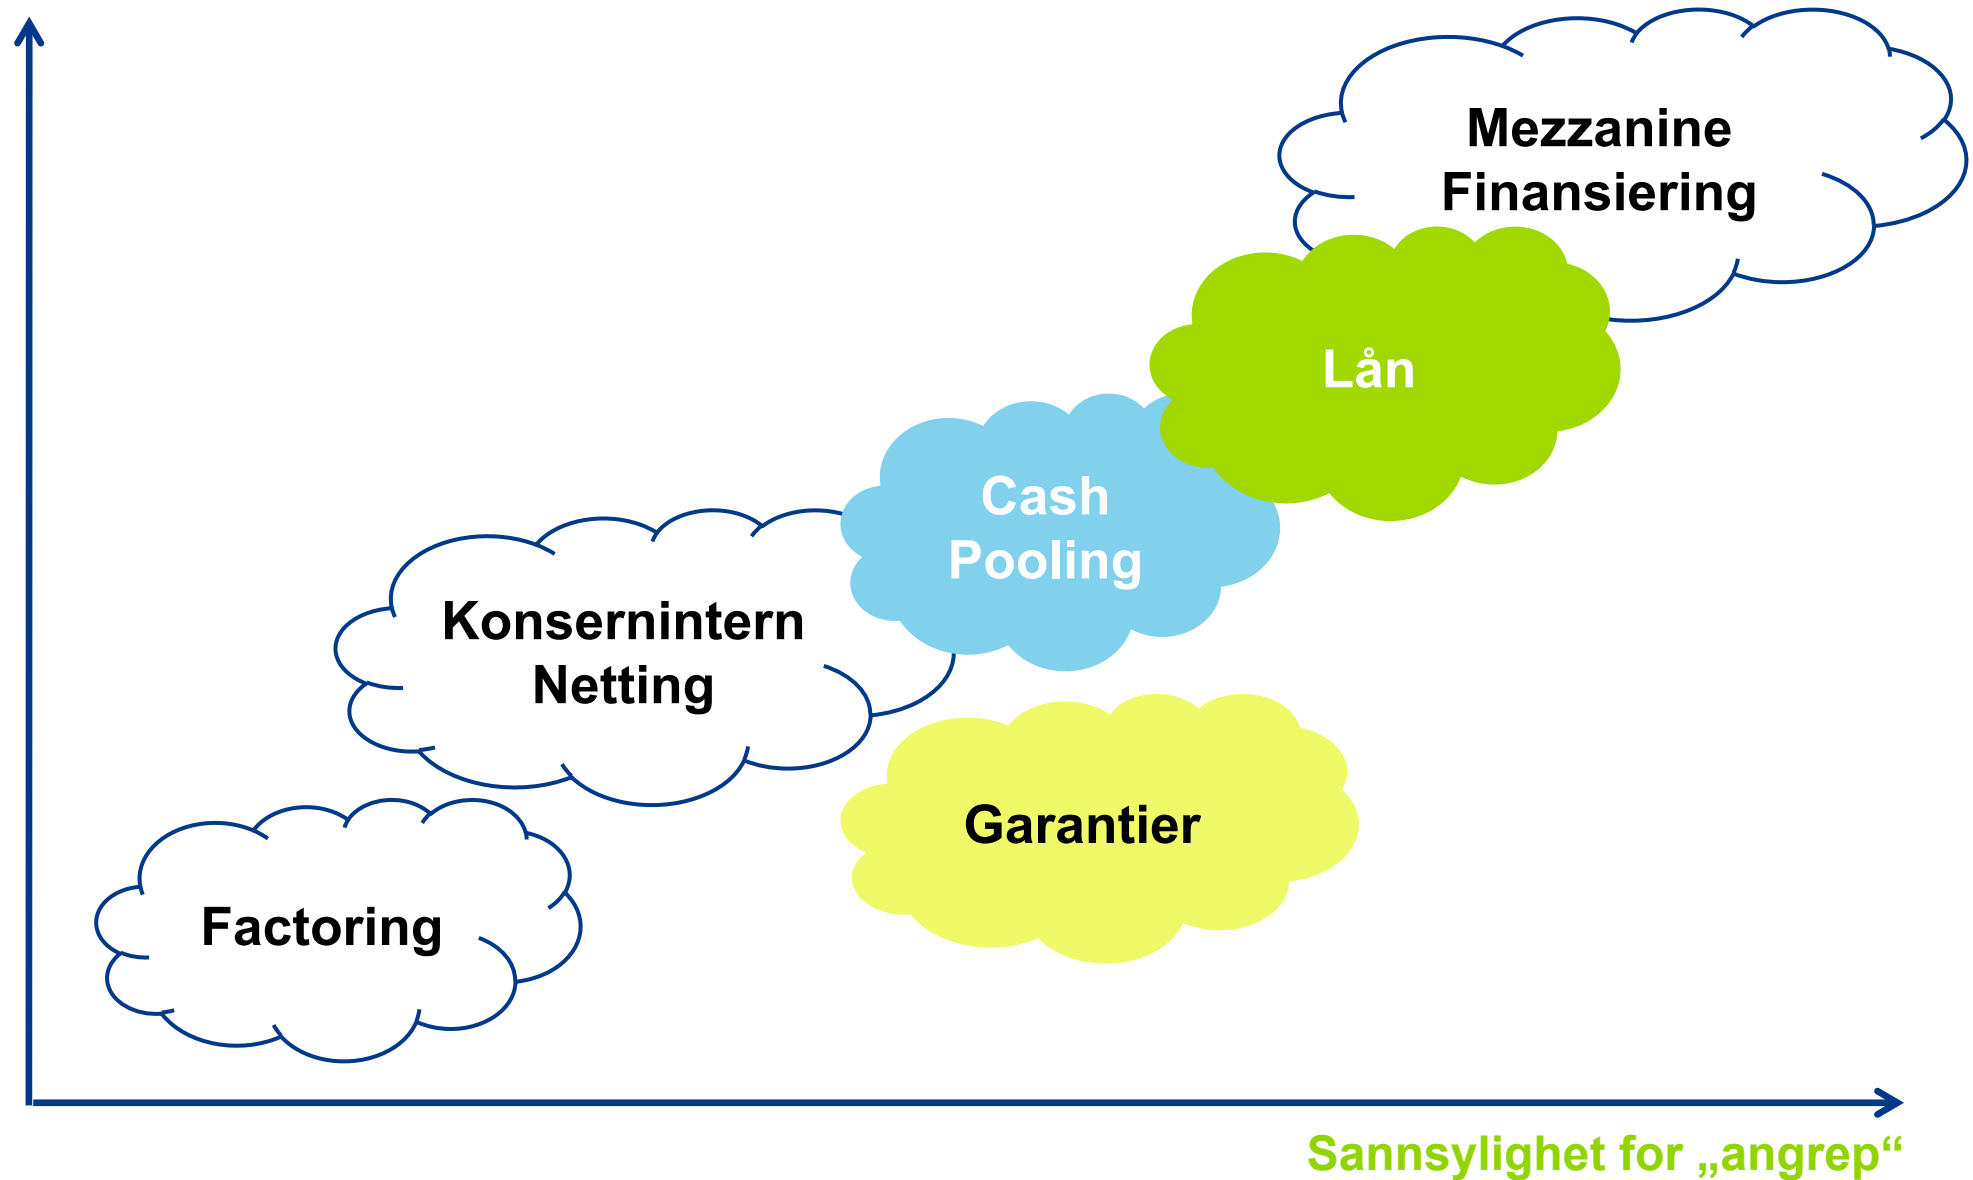 Mezzanine
Finansiering
Lån
Cash
Pooling
Konsernintern
Netting
Garantier
Factoring
Sannsylighet for „angrep“